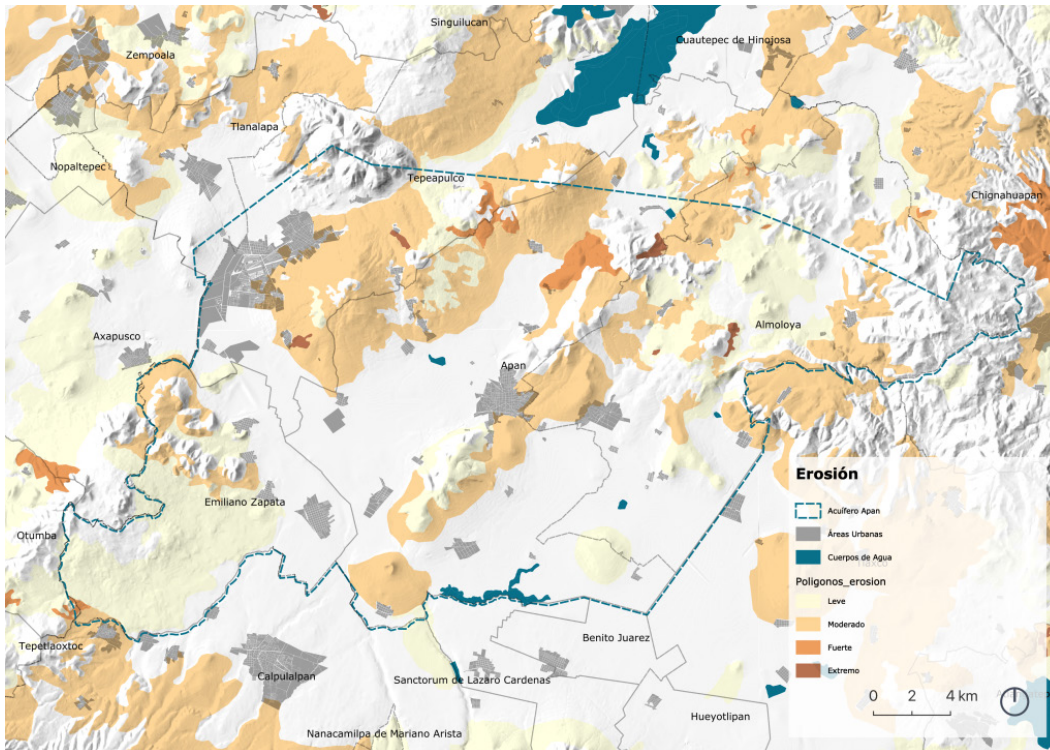 Singuilucan
Cuautepec de Hinojosa
Zempoala
Tlanalapa
Nopaltepec
Tepeapulco
Chignahuapan
Axapusco
Almoloya
Apan
Erosión
Emiliano Zapata
Acuífero Apan
Otumba
Áreas Urbanas
Cuerpos de Agua
Tlaxco
Poligonos_erosion
Leve
Moderado
Benito Juarez
Tepetlaoxtoc
Fuerte
Calpulalpan
Extremo
Sanctorum de Lazaro Cardenas
0 2 4 km
Hueyotlipan
Nanacamilpa de Mariano Arista